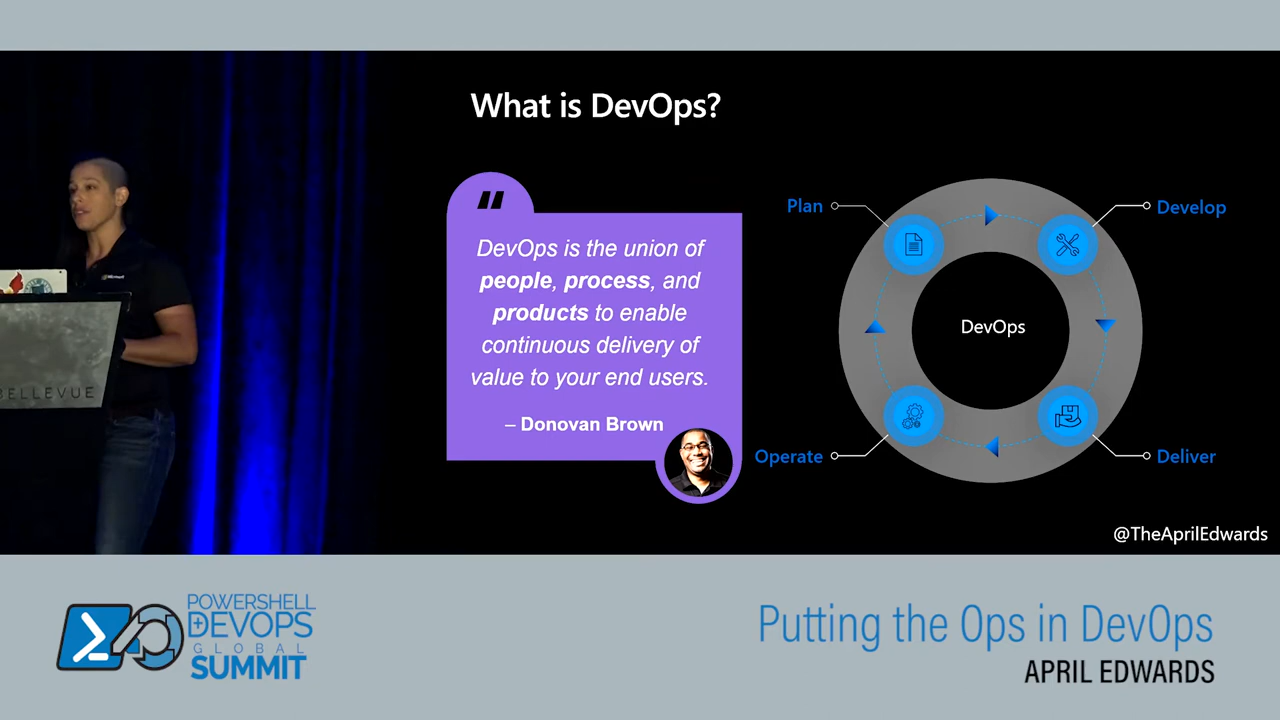 What is DevOps?
"
DevOps is the union of
people, process, and
products to enable
continuous delivery of
value to your end users.
– Donovan Brown
Plan
Develop
DevOps
Operate
Deliver
@TheAprilEdwards
Microsoft
BELLEVUE
POWERSHELL
+DEVOPS
GLOBAL
SUMMIT
Putting the Ops in DevOps
APRIL EDWARDS